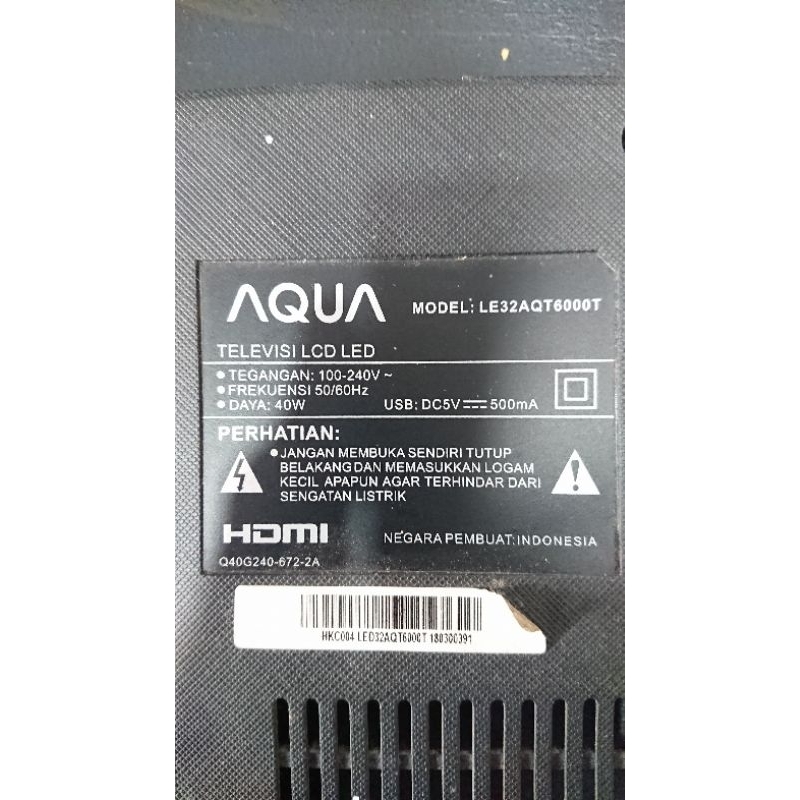 AQUA MODEL: LE32AQT6000T
TELEVISI LCD LED
• TEGANGAN: 100-240V ~
• FREKUENSI 50/60Hz
• DAYA: 40W USB: DC5V ⎓ 500mA
PERHATIAN:
• JANGAN MEMBUKA SENDIRI TUTUP
BELAKANG DAN MEMASUKKAN LOGAM
KECIL APAPUN AGAR TERHINDAR DARI
SENGATAN LISTRIK
HDMI NEGARA PEMBUAT: INDONESIA
Q40G240-672-2A
HKC004 LED32AQT6000T 180300391